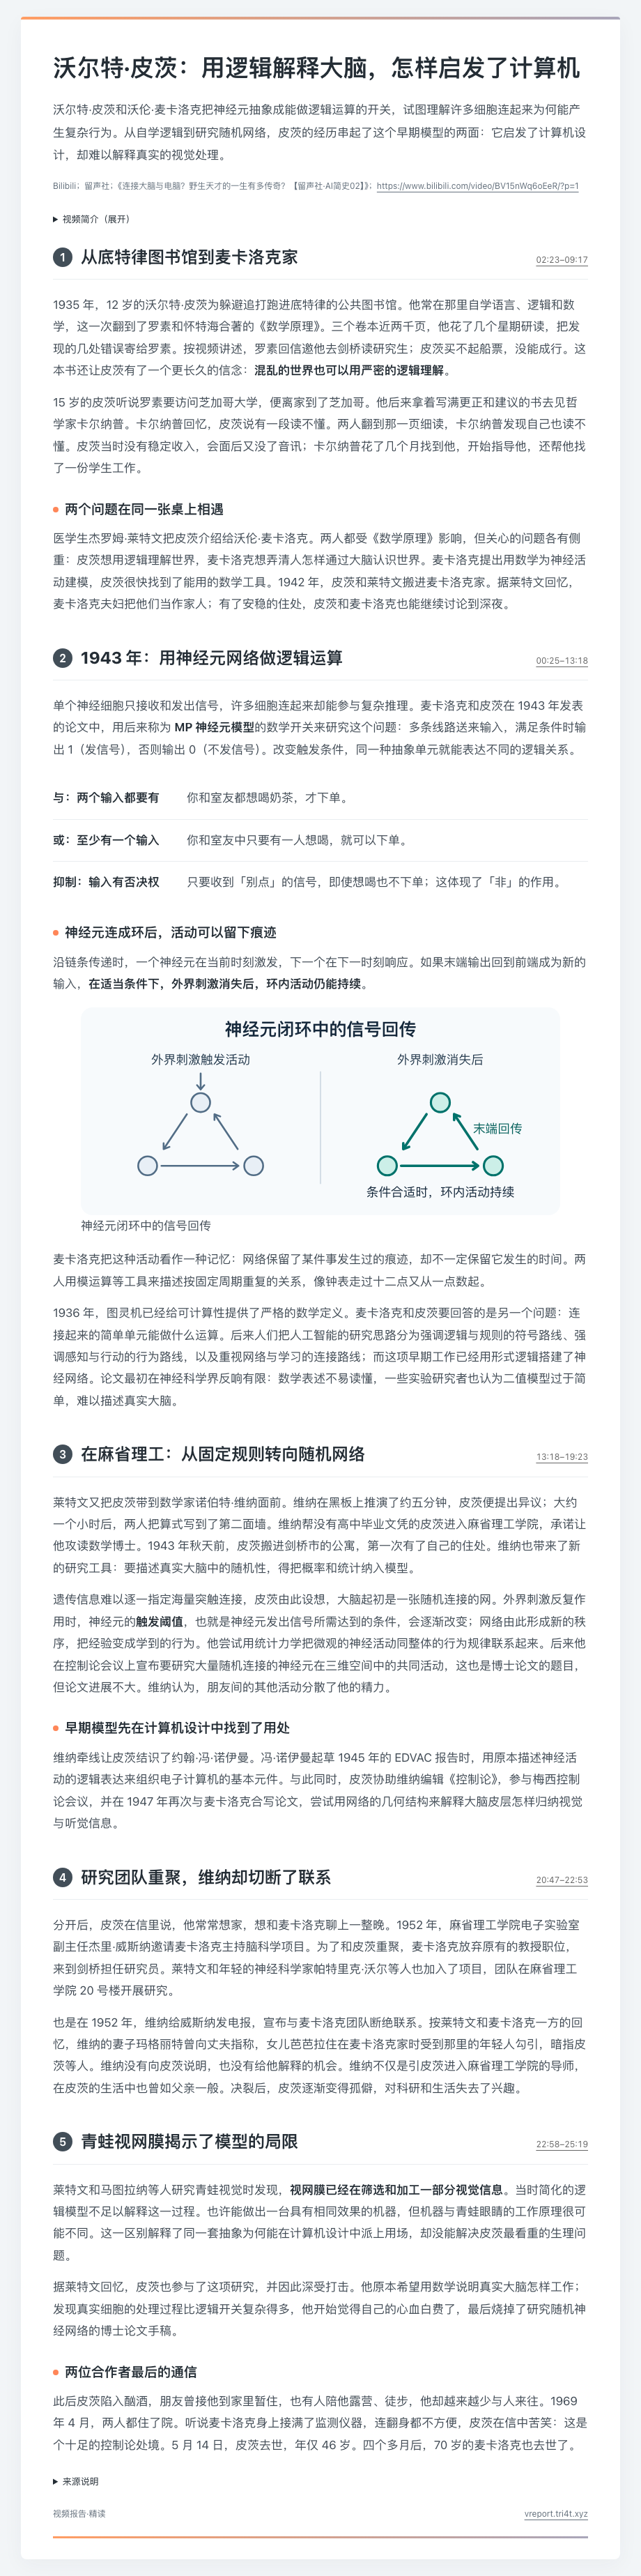 沃尔特·皮茨：用逻辑解释大脑，怎样启发了计算机
沃尔特·皮茨和沃伦·麦卡洛克把神经元抽象成能做逻辑运算的开关，试图理解许多细胞连起来为何能产
生复杂行为。从自学逻辑到研究随机网络，皮茨的经历串起了这个早期模型的两面：它启发了计算机设
计，却难以解释真实的视觉处理。
Bilibili；留声社；《连接大脑与电脑？野生天才的一生有多传奇？【留声社·AI简史02】》；https://www.bilibili.com/video/BV15nWq6oEeR/?p=1
▶ 视频简介（展开）
1 从底特律图书馆到麦卡洛克家 02:23–09:17
1935 年，12 岁的沃尔特·皮茨为躲避追打跑进底特律的公共图书馆。他常在那里自学语言、逻辑和数
学，这一次翻到了罗素和怀特海合著的《数学原理》。三个卷本近两千页，他花了几个星期研读，把发
现的几处错误寄给罗素。按视频讲述，罗素回信邀他去剑桥读研究生；皮茨买不起船票，没能成行。这
本书还让皮茨有了一个更长久的信念：混乱的世界也可以用严密的逻辑理解。
15 岁的皮茨听说罗素要访问芝加哥大学，便离家到了芝加哥。他后来拿着写满更正和建议的书去见哲
学家卡尔纳普。卡尔纳普回忆，皮茨说有一段读不懂。两人翻到那一页细读，卡尔纳普发现自己也读不
懂。皮茨当时没有稳定收入，会面后又没了音讯；卡尔纳普花了几个月找到他，开始指导他，还帮他找
了一份学生工作。
两个问题在同一张桌上相遇
医学生杰罗姆·莱特文把皮茨介绍给沃伦·麦卡洛克。两人都受《数学原理》影响，但关心的问题各有侧
重：皮茨想用逻辑理解世界，麦卡洛克想弄清人怎样通过大脑认识世界。麦卡洛克提出用数学为神经活
动建模，皮茨很快找到了能用的数学工具。1942 年，皮茨和莱特文搬进麦卡洛克家。据莱特文回忆，
麦卡洛克夫妇把他们当作家人；有了安稳的住处，皮茨和麦卡洛克也能继续讨论到深夜。
2 1943 年：用神经元网络做逻辑运算 00:25–13:18
单个神经细胞只接收和发出信号，许多细胞连起来却能参与复杂推理。麦卡洛克和皮茨在 1943 年发表
的论文中，用后来称为 MP 神经元模型的数学开关来研究这个问题：多条线路送来输入，满足条件时输
出 1（发信号），否则输出 0（不发信号）。改变触发条件，同一种抽象单元就能表达不同的逻辑关系。
与：两个输入都要有 你和室友都想喝奶茶，才下单。
或：至少有一个输入 你和室友中只要有一人想喝，就可以下单。
抑制：输入有否决权 只要收到「别点」的信号，即使想喝也不下单；这体现了「非」的作用。
神经元连成环后，活动可以留下痕迹
沿链条传递时，一个神经元在当前时刻激发，下一个在下一时刻响应。如果末端输出回到前端成为新的
输入，在适当条件下，外界刺激消失后，环内活动仍能持续。
神经元闭环中的信号回传
外界刺激触发活动
外界刺激消失后
末端回传
条件合适时，环内活动持续
神经元闭环中的信号回传
麦卡洛克把这种活动看作一种记忆：网络保留了某件事发生过的痕迹，却不一定保留它发生的时间。两
人用模运算等工具来描述按固定周期重复的关系，像钟表走过十二点又从一点数起。
1936 年，图灵机已经给可计算性提供了严格的数学定义。麦卡洛克和皮茨要回答的是另一个问题：连
接起来的简单单元能做什么运算。后来人们把人工智能的研究思路分为强调逻辑与规则的符号路线、强
调感知与行动的行为路线，以及重视网络与学习的连接路线；而这项早期工作已经用形式逻辑搭建了神
经网络。论文最初在神经科学界反响有限：数学表述不易读懂，一些实验研究者也认为二值模型过于简
单，难以描述真实大脑。
3 在麻省理工：从固定规则转向随机网络 13:18–19:23
莱特文又把皮茨带到数学家诺伯特·维纳面前。维纳在黑板上推演了约五分钟，皮茨便提出异议；大约
一个小时后，两人把算式写到了第二面墙。维纳帮没有高中毕业文凭的皮茨进入麻省理工学院，承诺让
他攻读数学博士。1943 年秋天前，皮茨搬进剑桥市的公寓，第一次有了自己的住处。维纳也带来了新
的研究工具：要描述真实大脑中的随机性，得把概率和统计纳入模型。
遗传信息难以逐一指定海量突触连接，皮茨由此设想，大脑起初是一张随机连接的网。外界刺激反复作
用时，神经元的触发阈值，也就是神经元发出信号所需达到的条件，会逐渐改变；网络由此形成新的秩
序，把经验变成学到的行为。他尝试用统计力学把微观的神经活动同整体的行为规律联系起来。后来他
在控制论会议上宣布要研究大量随机连接的神经元在三维空间中的共同活动，这也是博士论文的题目，
但论文进展不大。维纳认为，朋友间的其他活动分散了他的精力。
早期模型先在计算机设计中找到了用处
维纳牵线让皮茨结识了约翰·冯·诺伊曼。冯·诺伊曼起草 1945 年的 EDVAC 报告时，用原本描述神经活
动的逻辑表达来组织电子计算机的基本元件。与此同时，皮茨协助维纳编辑《控制论》，参与梅西控制
论会议，并在 1947 年再次与麦卡洛克合写论文，尝试用网络的几何结构来解释大脑皮层怎样归纳视觉
与听觉信息。
4 研究团队重聚，维纳却切断了联系 20:47–22:53
分开后，皮茨在信里说，他常常想家，想和麦卡洛克聊上一整晚。1952 年，麻省理工学院电子实验室
副主任杰里·威斯纳邀请麦卡洛克主持脑科学项目。为了和皮茨重聚，麦卡洛克放弃原有的教授职位，
来到剑桥担任研究员。莱特文和年轻的神经科学家帕特里克·沃尔等人也加入了项目，团队在麻省理工
学院 20 号楼开展研究。
也是在 1952 年，维纳给威斯纳发电报，宣布与麦卡洛克团队断绝联系。按莱特文和麦卡洛克一方的回
忆，维纳的妻子玛格丽特曾向丈夫指称，女儿芭芭拉住在麦卡洛克家时受到那里的年轻人勾引，暗指皮
茨等人。维纳没有向皮茨说明，也没有给他解释的机会。维纳不仅是引皮茨进入麻省理工学院的导师，
在皮茨的生活中也曾如父亲一般。决裂后，皮茨逐渐变得孤僻，对科研和生活失去了兴趣。
5 青蛙视网膜揭示了模型的局限 22:58–25:19
莱特文和马图拉纳等人研究青蛙视觉时发现，视网膜已经在筛选和加工一部分视觉信息。当时简化的逻
辑模型不足以解释这一过程。也许能做出一台具有相同效果的机器，但机器与青蛙眼睛的工作原理很可
能不同。这一区别解释了同一套抽象为何能在计算机设计中派上用场，却没能解决皮茨最看重的生理问
题。
据莱特文回忆，皮茨也参与了这项研究，并因此深受打击。他原本希望用数学说明真实大脑怎样工作；
发现真实细胞的处理过程比逻辑开关复杂得多，他开始觉得自己的心血白费了，最后烧掉了研究随机神
经网络的博士论文手稿。
两位合作者最后的通信
此后皮茨陷入酗酒，朋友曾接他到家里暂住，也有人陪他露营、徒步，他却越来越少与人来往。1969
年 4 月，两人都住了院。听说麦卡洛克身上接满了监测仪器，连翻身都不方便，皮茨在信中苦笑：这是
个十足的控制论处境。5 月 14 日，皮茨去世，年仅 46 岁。四个多月后，70 岁的麦卡洛克也去世了。
▶ 来源说明
视频报告·精读 vreport.tri4t.xyz